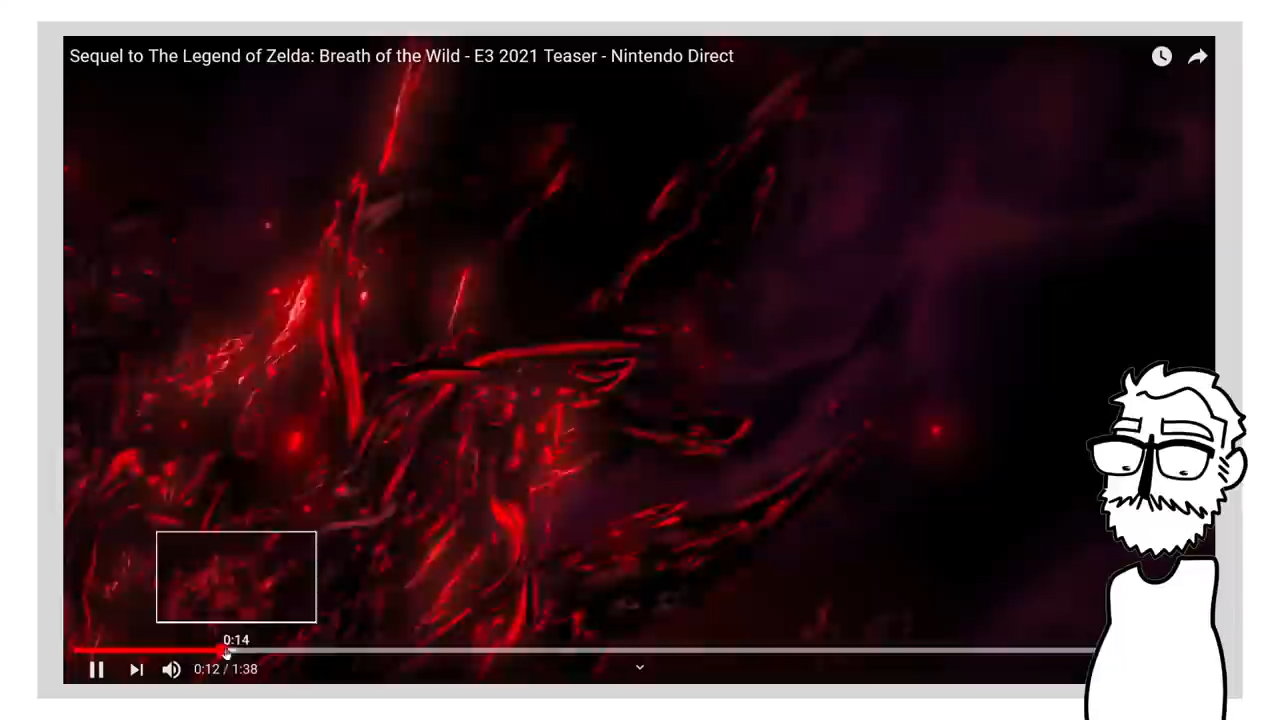 Sequel to The Legend of Zelda: Breath of the Wild - E3 2021 Teaser - Nintendo Direct
0:14
0:12 / 1:38